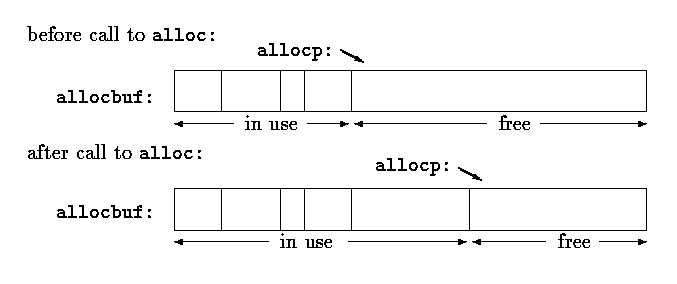 before call to alloc:
allocp:
allocbuf:
in use free
after call to alloc:
allocp:
allocbuf:
in use free